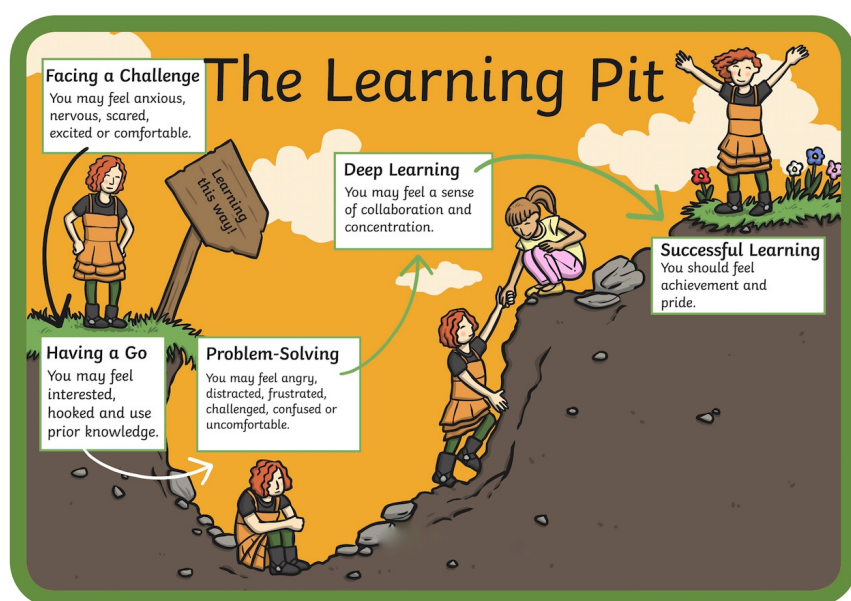 The Learning Pit
Facing a Challenge
You may feel anxious,
nervous, scared,
excited or comfortable.
Learning
this way!
Having a Go
You may feel
interested,
hooked and use
prior knowledge.
Problem-Solving
You may feel angry,
distracted, frustrated,
challenged, confused or
uncomfortable.
Deep Learning
You may feel a sense
of collaboration and
concentration.
Successful Learning
You should feel
achievement and
pride.